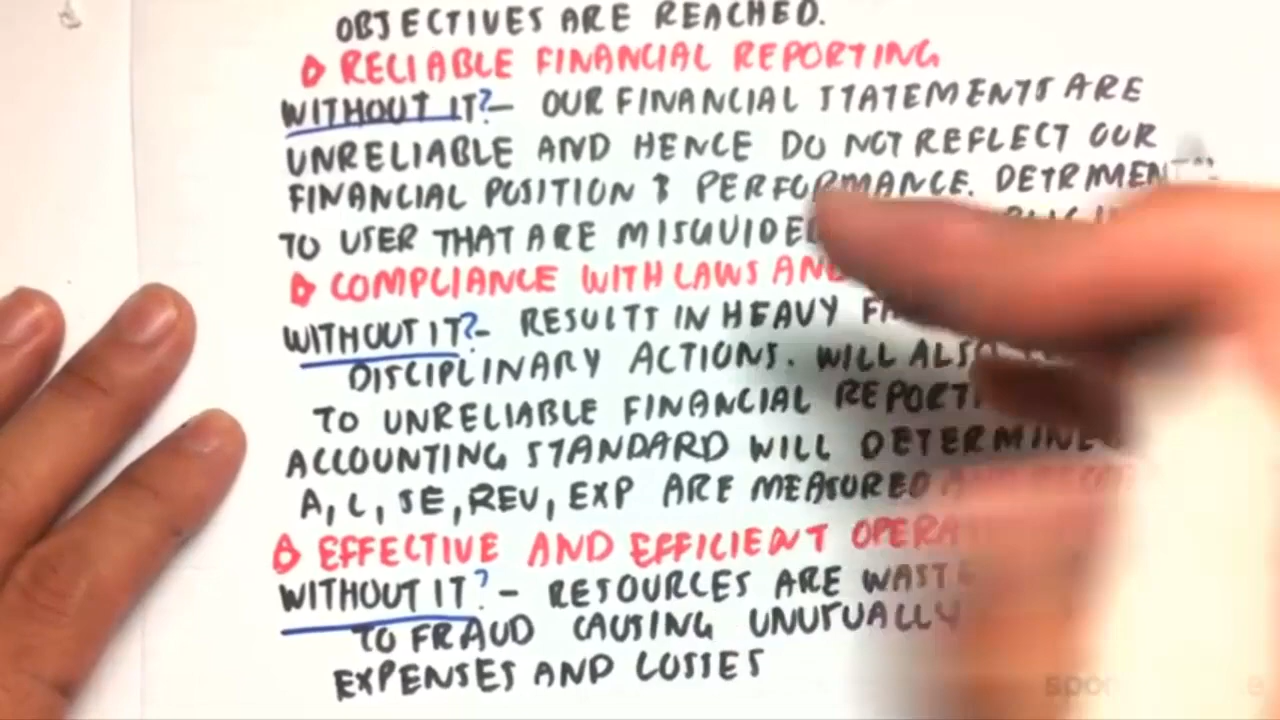 OBJECTIVES ARE REACHED.
RELIABLE FINANCIAL REPORTING
WITHOUT IT?- OUR FINANCIAL STATEMENTS ARE
UNRELIABLE AND HENCE DO NOT REFLECT OUR
FINANCIAL POSITION & PERFORMANCE.
TO USER THAT ARE MISGUIDED
COMPLIANCE WITH LAWS AND
WITHOUT IT?- RESULTS IN HEAVY
DISCIPLINARY ACTIONS. WILL ALSO
TO UNRELIABLE FINANCIAL
ACCOUNTING STANDARD WILL DETERMINE
A, L, SE, REV, EXP ARE MEASURED
EFFECTIVE AND EFFICIENT
WITHOUT IT? - RESOURCES ARE
TO FRAUD CAUSING UNUSUALLY
EXPENSES AND LOSSES